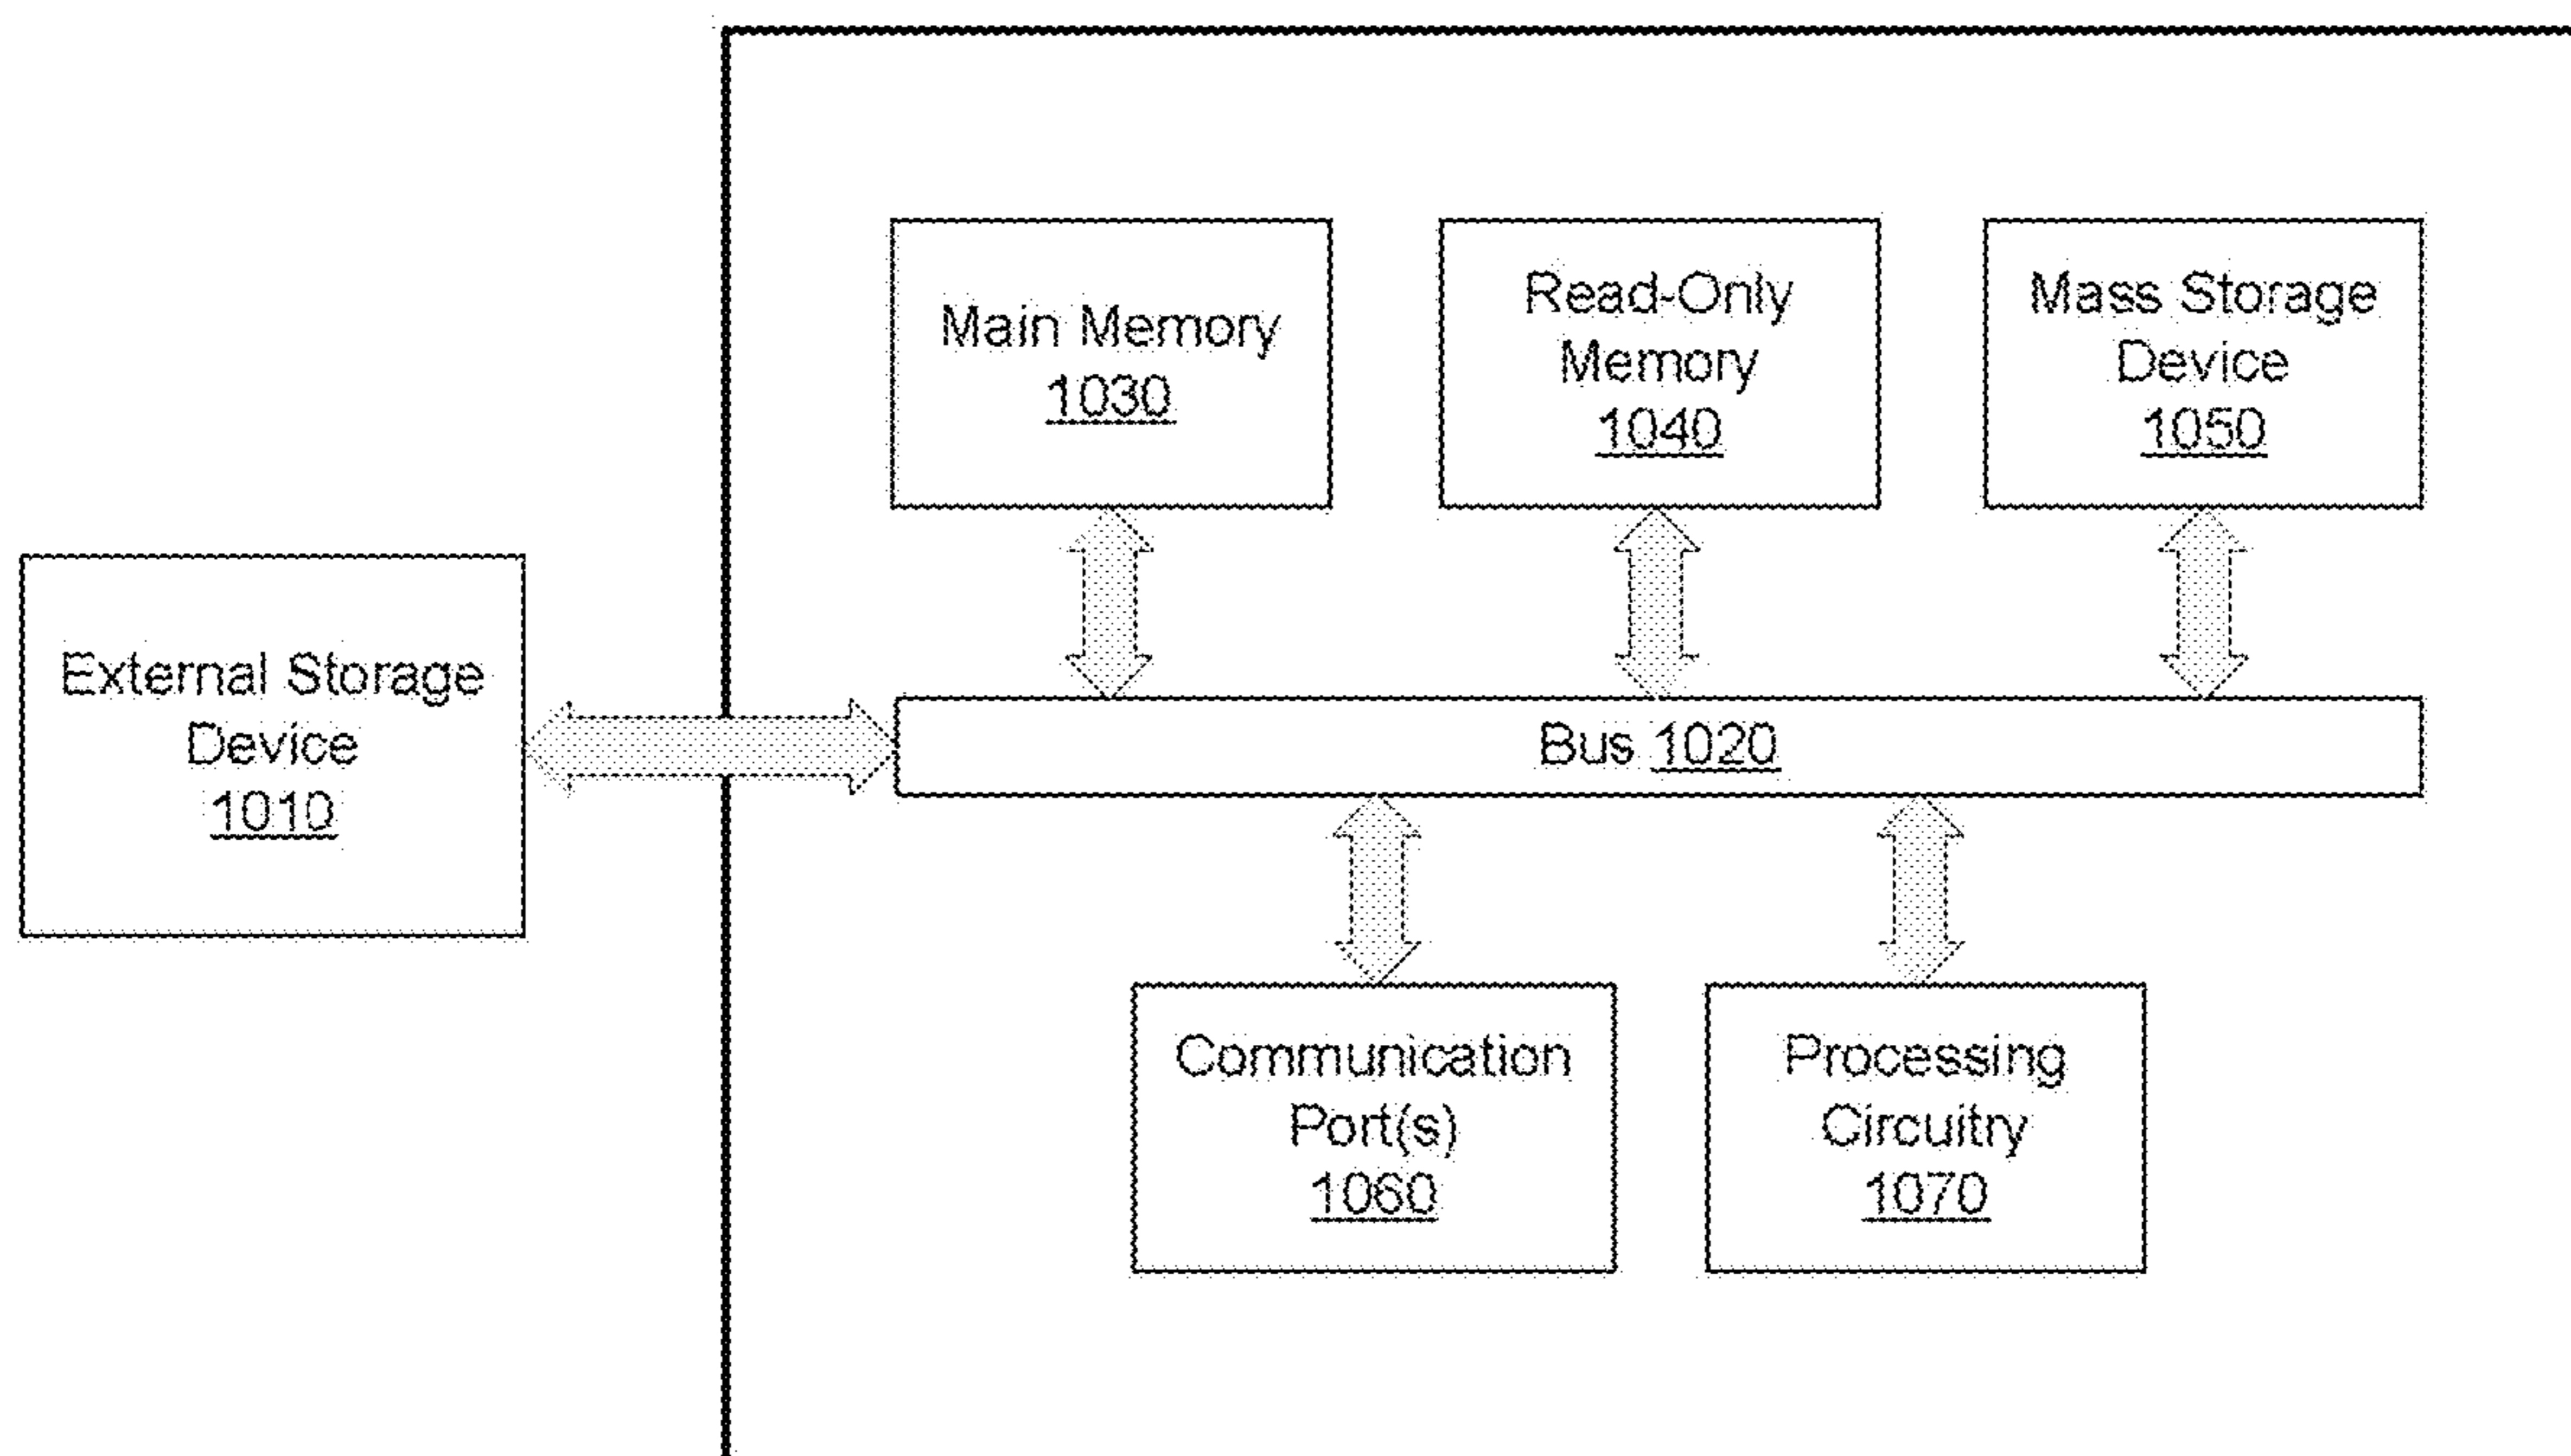 Main Memory
1030
Read-Only
Memory
1040
Mass Storage
Device
1050
External Storage
Device
1010
Bus 1020
Communication
Port(s)
1060
Processing
Circuitry
1070